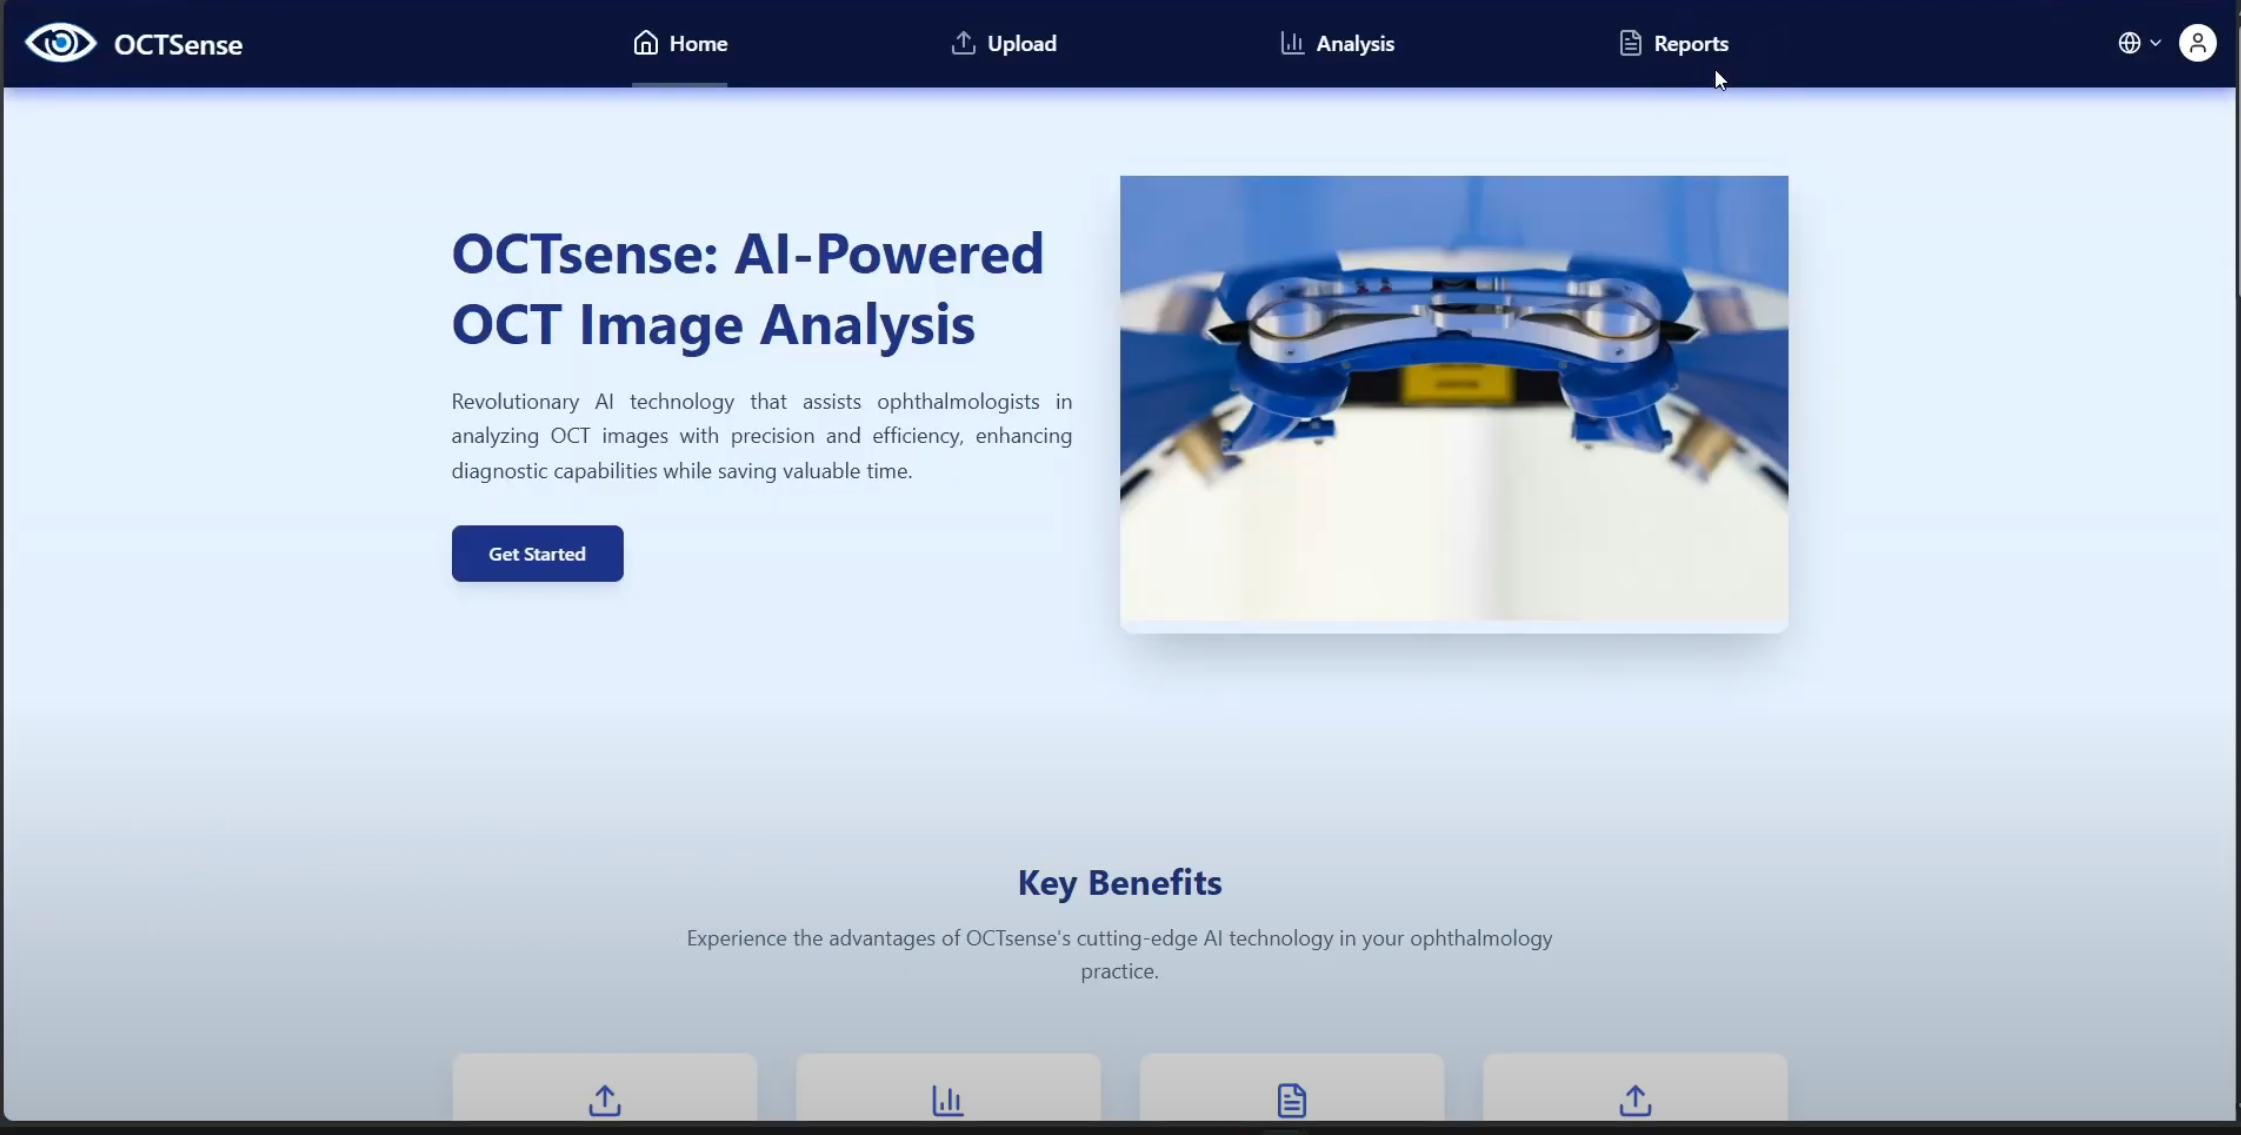 OCTSense
Home
Upload
Analysis
Reports
OCTsense: AI-Powered
OCT Image Analysis
Revolutionary AI technology that assists ophthalmologists in
analyzing OCT images with precision and efficiency, enhancing
diagnostic capabilities while saving valuable time.
Get Started
Key Benefits
Experience the advantages of OCTsense's cutting-edge AI technology in your ophthalmology
practice.